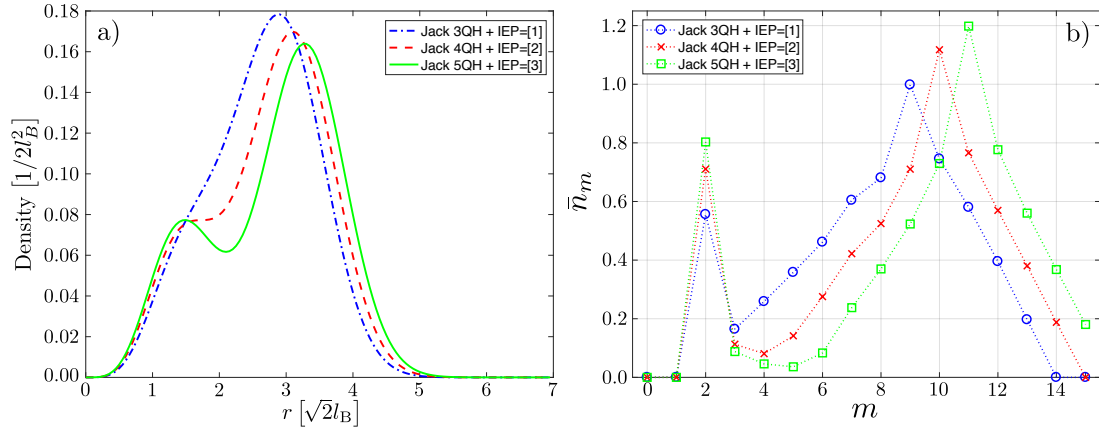 a)
Jack 3QH + IEP=[1]
Jack 4QH + IEP=[2]
Jack 5QH + IEP=[3]
Density [1/2l_B^2]
0.18
0.16
0.14
0.12
0.10
0.08
0.06
0.04
0.02
0.00
0 1 2 3 4 5 6 7
r [√2l_B]
b)
Jack 3QH + IEP=[1]
Jack 4QH + IEP=[2]
Jack 5QH + IEP=[3]
n̄_m
1.2
1.0
0.8
0.6
0.4
0.2
0.0
0 2 4 6 8 10 12 14
m